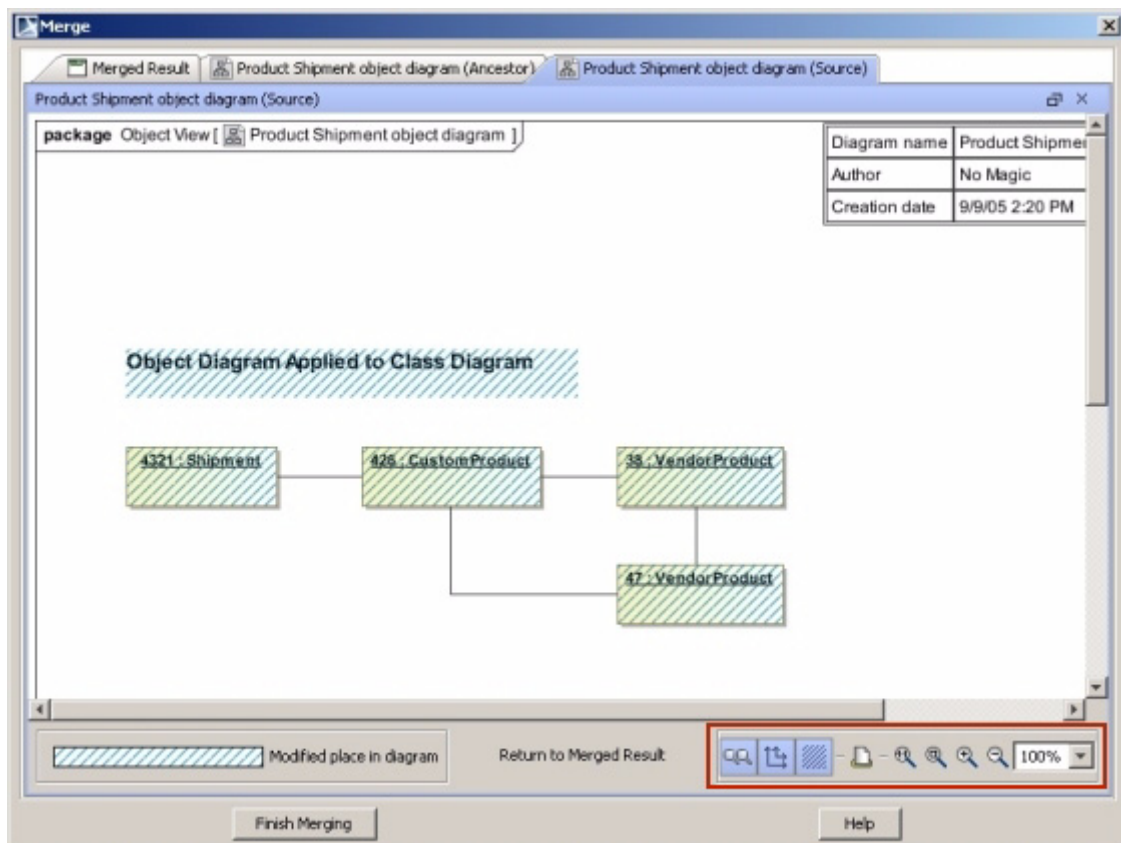 Merge
Merged Result Product Shipment object diagram (Ancestor) Product Shipment object diagram (Source)
Product Shipment object diagram (Source)
package Object View [ Product Shipment object diagram ]
Diagram name Product Shipme
Author No Magic
Creation date 9/9/05 2:20 PM
Object Diagram Applied to Class Diagram
4321 : Shipment 426 : CustomProduct 38 : VendorProduct
47 : VendorProduct
Modified place in diagram Return to Merged Result 100%
Finish Merging Help